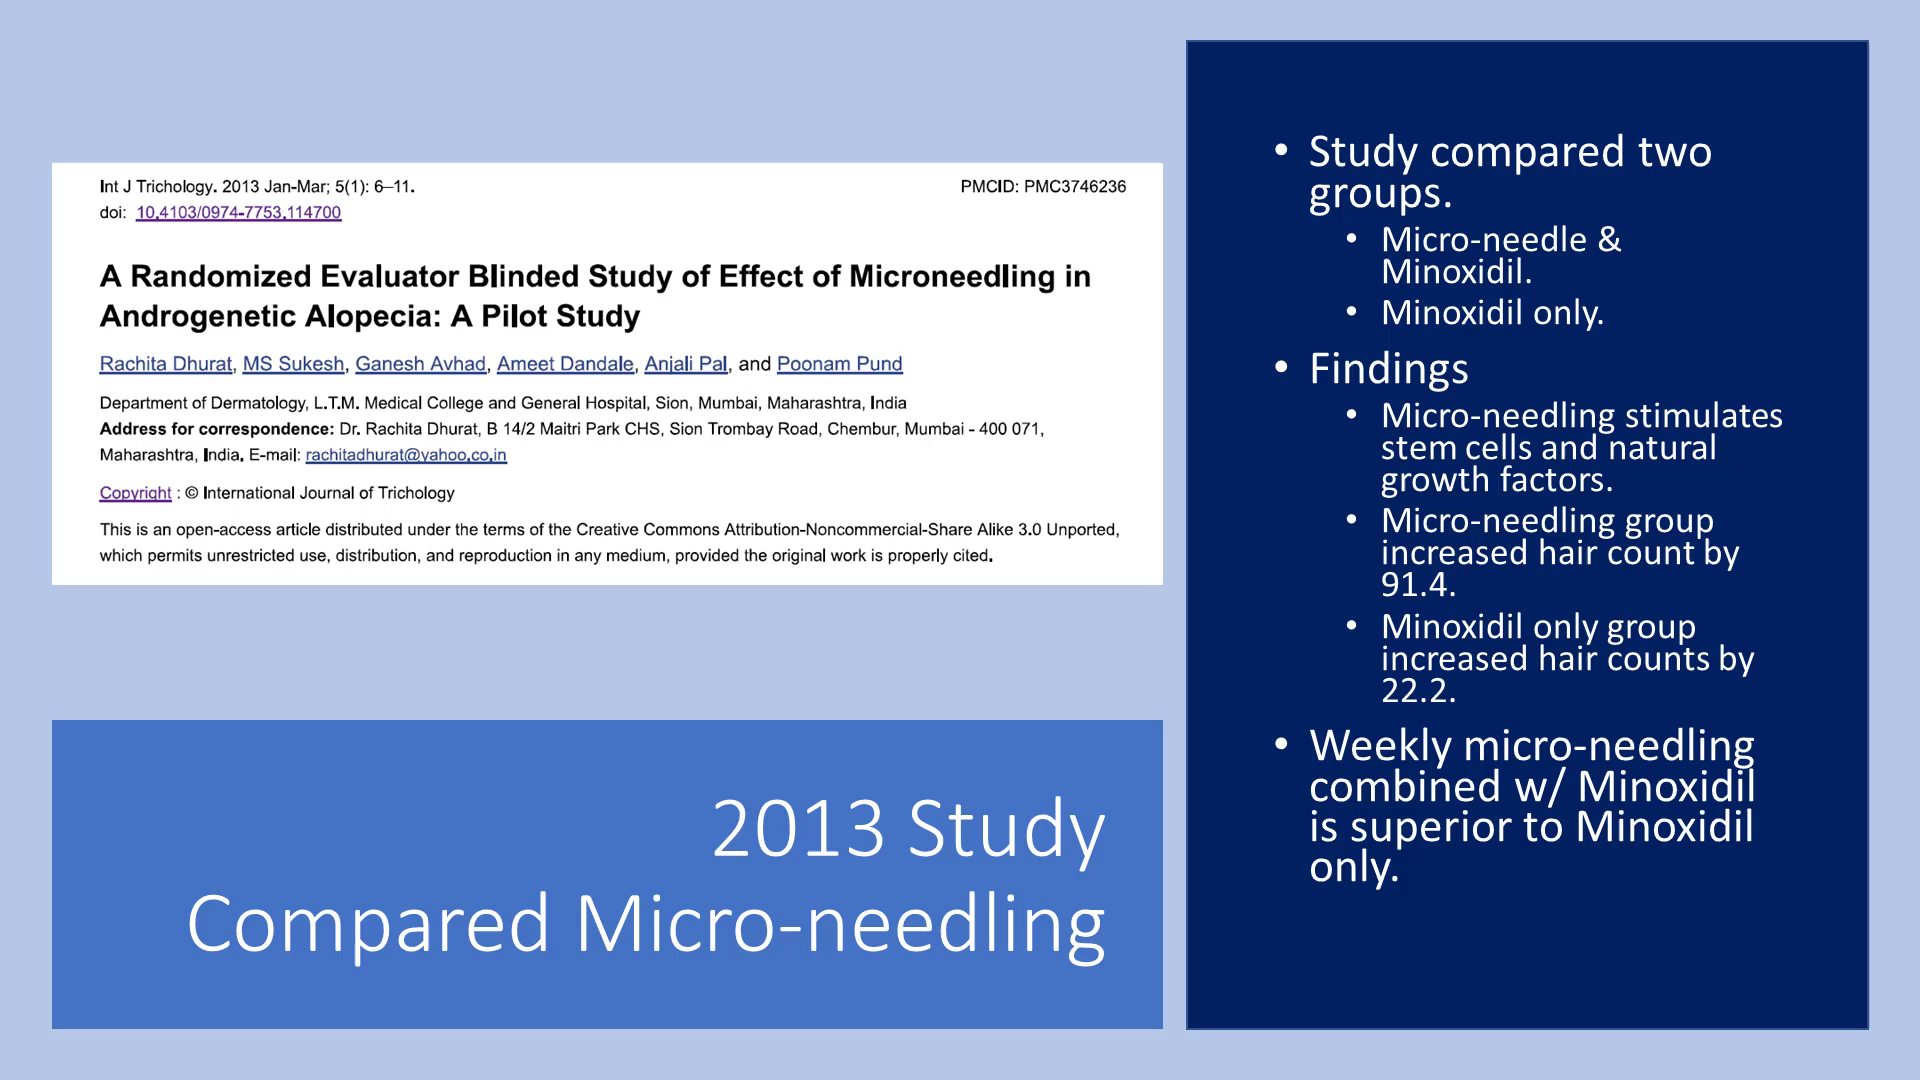 Int J Trichology. 2013 Jan-Mar; 5(1): 6–11.
PMCID: PMC3746236
doi: 10.4103/0974-7753.114700
A Randomized Evaluator Blinded Study of Effect of Microneedling in
Androgenetic Alopecia: A Pilot Study
Rachita Dhurat, MS Sukesh, Ganesh Avhad, Ameet Dandale, Anjali Pal, and Poonam Pund
Department of Dermatology, L.T.M. Medical College and General Hospital, Sion, Mumbai, Maharashtra, India
Address for correspondence: Dr. Rachita Dhurat, B 14/2 Maitri Park CHS, Sion Trombay Road, Chembur, Mumbai - 400 071,
Maharashtra, India. E-mail: rachitadhurat@yahoo.co.in
Copyright : © International Journal of Trichology
This is an open-access article distributed under the terms of the Creative Commons Attribution-Noncommercial-Share Alike 3.0 Unported,
which permits unrestricted use, distribution, and reproduction in any medium, provided the original work is properly cited.
2013 Study
Compared Micro-needling
• Study compared two
groups.
• Micro-needle &
Minoxidil.
• Minoxidil only.
• Findings
• Micro-needling stimulates
stem cells and natural
growth factors.
• Micro-needling group
increased hair count by
91.4.
• Minoxidil only group
increased hair counts by
22.2.
• Weekly micro-needling
combined w/ Minoxidil
is superior to Minoxidil
only.